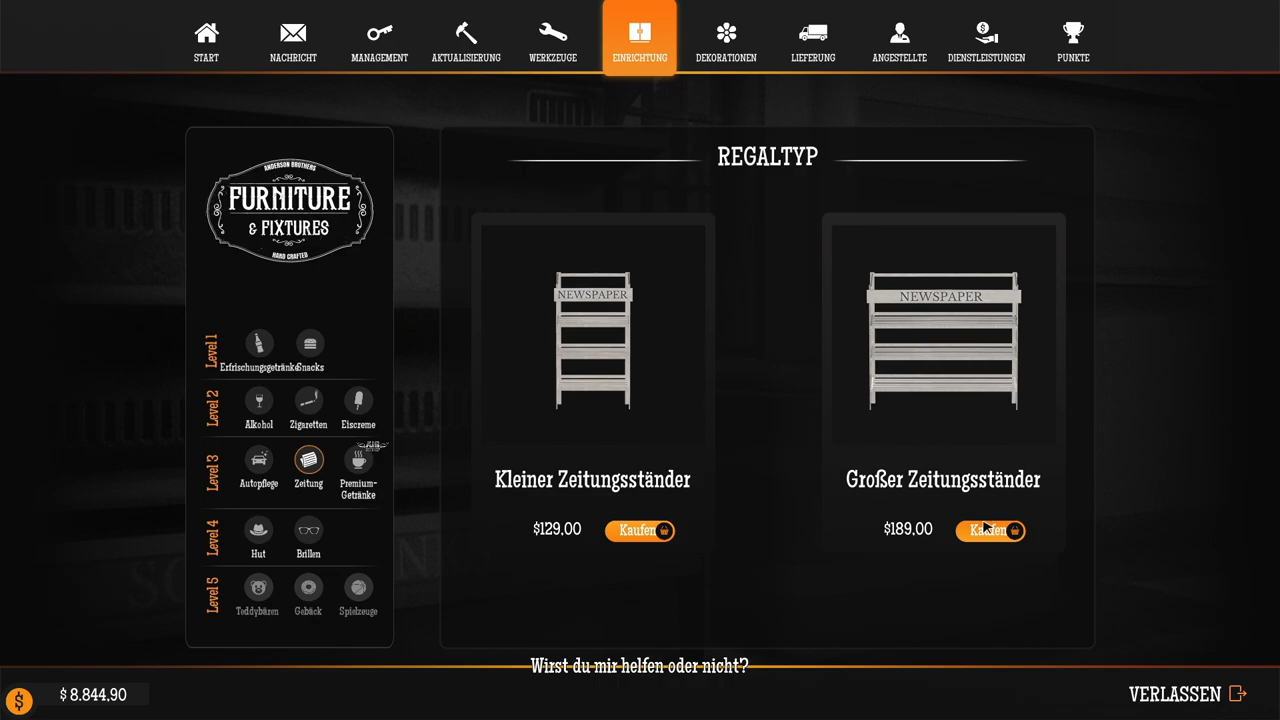 START
NACHRICHT
MANAGEMENT
AKTUALISIERUNG
WERKZEUGE
EINRICHTUNG
DEKORATIONEN
LIEFERUNG
ANGESTELLTE
DIENSTLEISTUNGEN
PUNKTE
ANDERSON BROTHERS
FURNITURE
& FIXTURES
HAND CRAFTED
Level 1
Erfrischungsgetränke
Snacks
Level 2
Alkohol
Zigaretten
Eiscreme
Level 3
Autopflege
Zeitung
Premium-
Getränke
Level 4
Hut
Brillen
Level 5
Teddybären
Gebäck
Spielzeuge
REGALTYP
NEWSPAPER
Kleiner Zeitungsständer
$129.00
Kaufen
NEWSPAPER
Großer Zeitungsständer
$189.00
Kaufen
Wirst du mir helfen oder nicht?
$ 8.844,90
VERLASSEN